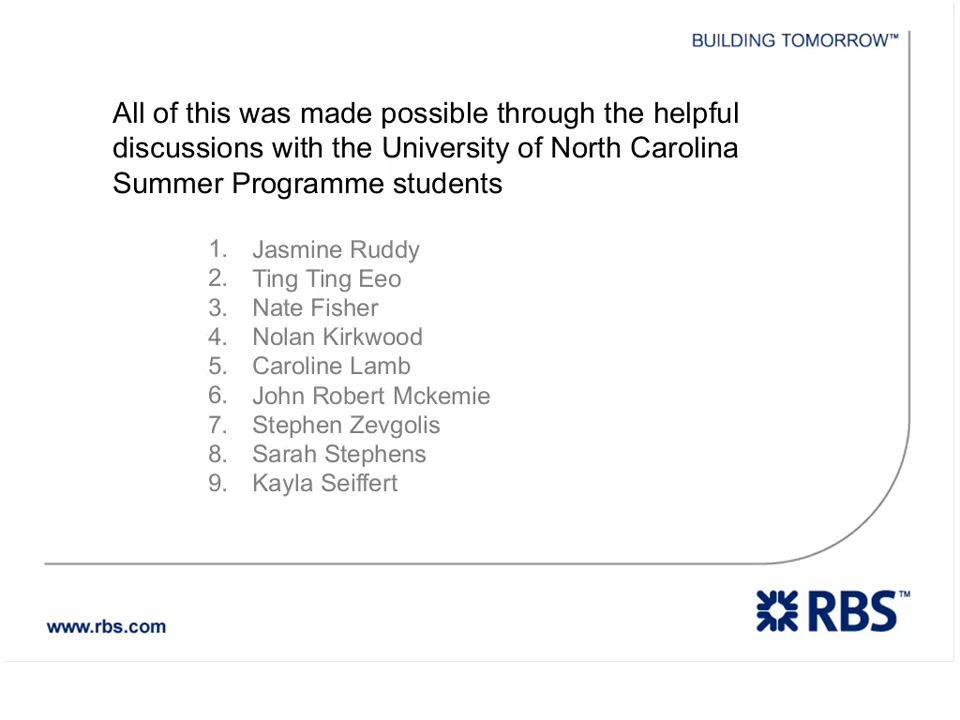 BUILDING TOMORROW™
All of this was made possible through the helpful
discussions with the University of North Carolina
Summer Programme students
1. Jasmine Ruddy
2. Ting Ting Eeo
3. Nate Fisher
4. Nolan Kirkwood
5. Caroline Lamb
6. John Robert Mckemie
7. Stephen Zevgolis
8. Sarah Stephens
9. Kayla Seiffert
www.rbs.com
RBS™